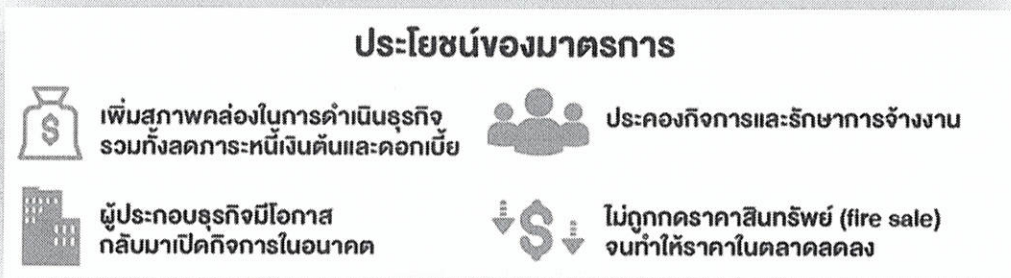 ประโยชน์ของมาตรการ
เพิ่มสภาพคล่องในการดำเนินธุรกิจ
รวมทั้งลดภาระหนี้เงินต้นและดอกเบี้ย
ประคองกิจการและรักษาการจ้างงาน
ผู้ประกอบธุรกิจมีโอกาส
กลับมาเปิดกิจการในอนาคต
ไม่ถูกกดราคาสินทรัพย์ (fire sale)
จนทำให้ราคาในตลาดลดลง